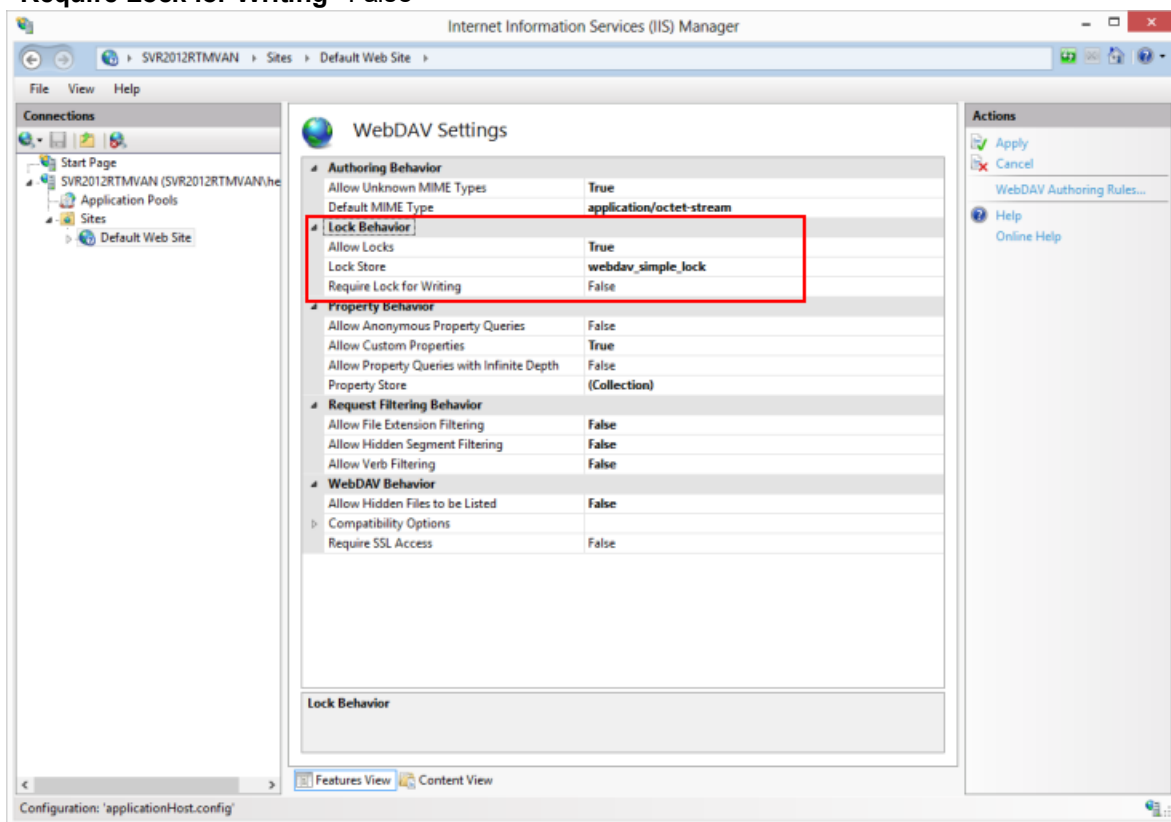 Require Lock for Writing False
Internet Information Services (IIS) Manager
SVR2012RTMVAN Sites Default Web Site
File View Help
Connections
Start Page
SVR2012RTMVAN (SVR2012RTMVAN\he
Application Pools
Sites
Default Web Site
WebDAV Settings
Authoring Behavior
Allow Unknown MIME Types True
Default MIME Type application/octet-stream
Lock Behavior
Allow Locks True
Lock Store webdav_simple_lock
Require Lock for Writing False
Property Behavior
Allow Anonymous Property Queries False
Allow Custom Properties True
Allow Property Queries with Infinite Depth False
Property Store (Collection)
Request Filtering Behavior
Allow File Extension Filtering False
Allow Hidden Segment Filtering False
Allow Verb Filtering False
WebDAV Behavior
Allow Hidden Files to be Listed False
Compatibility Options
Require SSL Access False
Lock Behavior
Features View Content View
Actions
Apply
Cancel
WebDAV Authoring Rules...
Help
Online Help
Configuration: 'applicationHost.config'